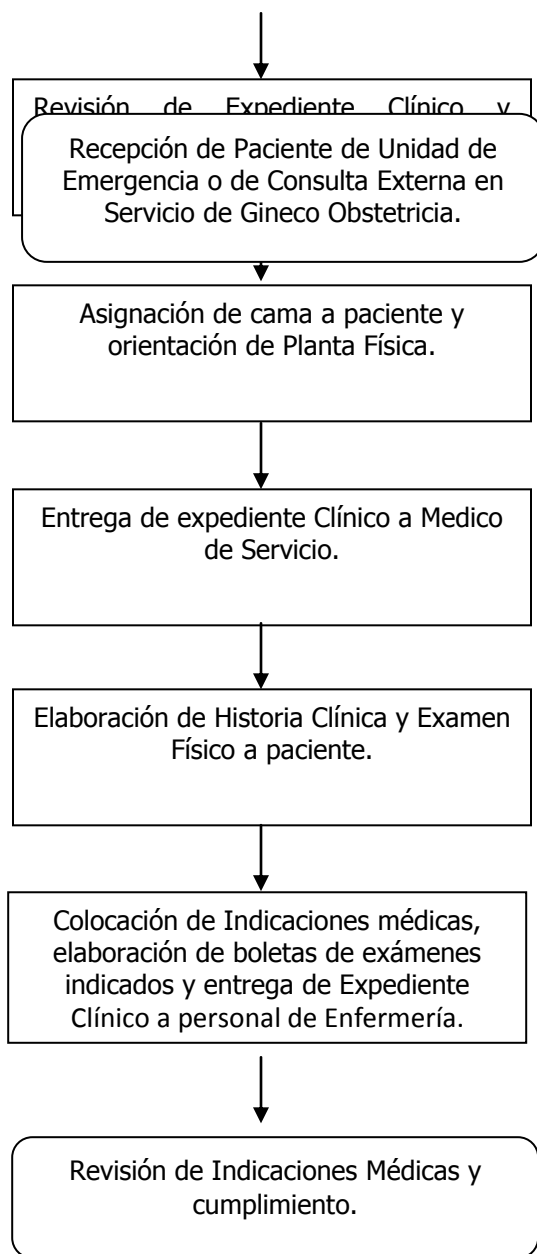 Revisión de Expediente Clínico y
Recepción de Paciente de Unidad de
Emergencia o de Consulta Externa en
Servicio de Gineco Obstetricia.
Asignación de cama a paciente y
orientación de Planta Física.
Entrega de expediente Clínico a Medico
de Servicio.
Elaboración de Historia Clínica y Examen
Físico a paciente.
Colocación de Indicaciones médicas,
elaboración de boletas de exámenes
indicados y entrega de Expediente
Clínico a personal de Enfermería.
Revisión de Indicaciones Médicas y
cumplimiento.